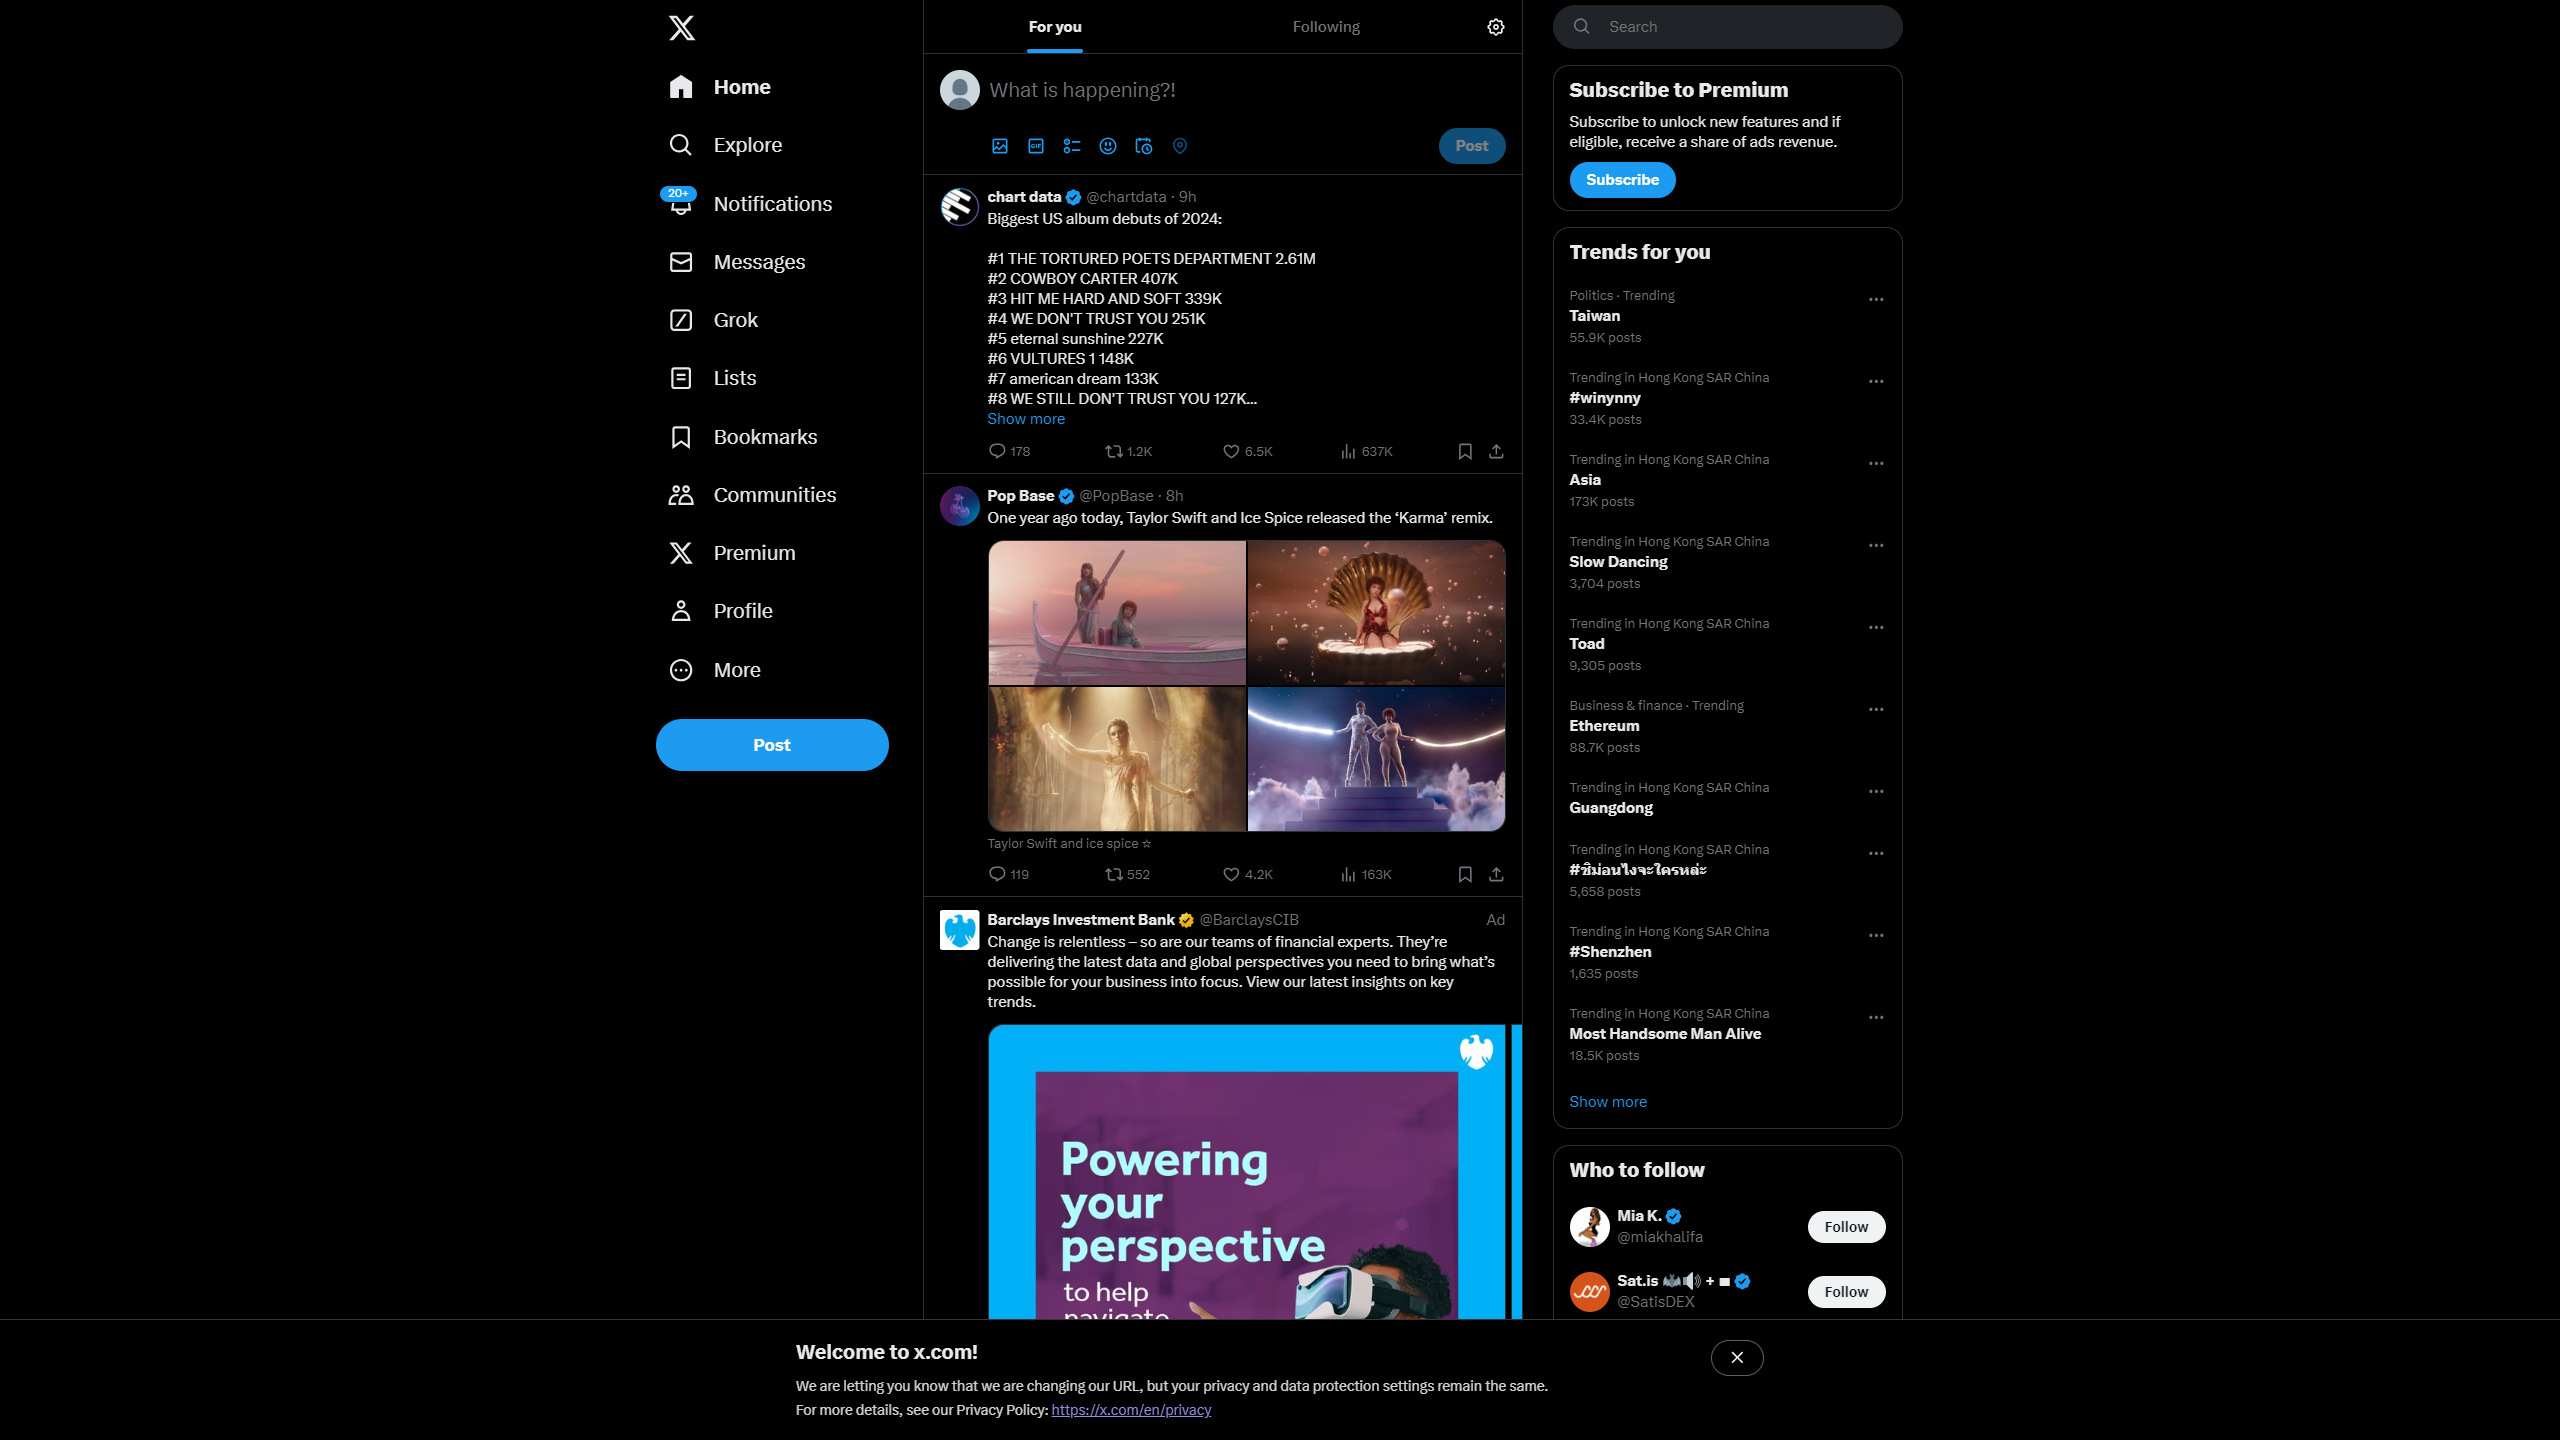 Home
Explore
20+
Notifications
Messages
Grok
Lists
Bookmarks
Communities
Premium
Profile
More
Post
For you
Following
What is happening?!
GIF
Post
chart data @chartdata · 9h
Biggest US album debuts of 2024:
#1 THE TORTURED POETS DEPARTMENT 2.61M
#2 COWBOY CARTER 407K
#3 HIT ME HARD AND SOFT 339K
#4 WE DON'T TRUST YOU 251K
#5 eternal sunshine 227K
#6 VULTURES 1 148K
#7 american dream 133K
#8 WE STILL DON'T TRUST YOU 127K...
Show more
178 1.2K 6.5K 637K
Pop Base @PopBase · 8h
One year ago today, Taylor Swift and Ice Spice released the ‘Karma’ remix.
Taylor Swift and ice spice ☆
119 552 4.2K 163K
Barclays Investment Bank @BarclaysCIB Ad
Change is relentless – so are our teams of financial experts. They’re
delivering the latest data and global perspectives you need to bring what’s
possible for your business into focus. View our latest insights on key
trends.
Powering
your
perspective
to help
navigate
Search
Subscribe to Premium
Subscribe to unlock new features and if
eligible, receive a share of ads revenue.
Subscribe
Trends for you
Politics · Trending
Taiwan
55.9K posts
Trending in Hong Kong SAR China
#winynny
33.4K posts
Trending in Hong Kong SAR China
Asia
173K posts
Trending in Hong Kong SAR China
Slow Dancing
3,704 posts
Trending in Hong Kong SAR China
Toad
9,305 posts
Business & finance · Trending
Ethereum
88.7K posts
Trending in Hong Kong SAR China
Guangdong
Trending in Hong Kong SAR China
#ซิม่อนไงจะใครหล่ะ
5,658 posts
Trending in Hong Kong SAR China
#Shenzhen
1,635 posts
Trending in Hong Kong SAR China
Most Handsome Man Alive
18.5K posts
Show more
Who to follow
Mia K.
@miakhalifa
Follow
Sat.is 🦇🔊 + ■
@SatisDEX
Follow
Welcome to x.com!
We are letting you know that we are changing our URL, but your privacy and data protection settings remain the same.
For more details, see our Privacy Policy: https://x.com/en/privacy